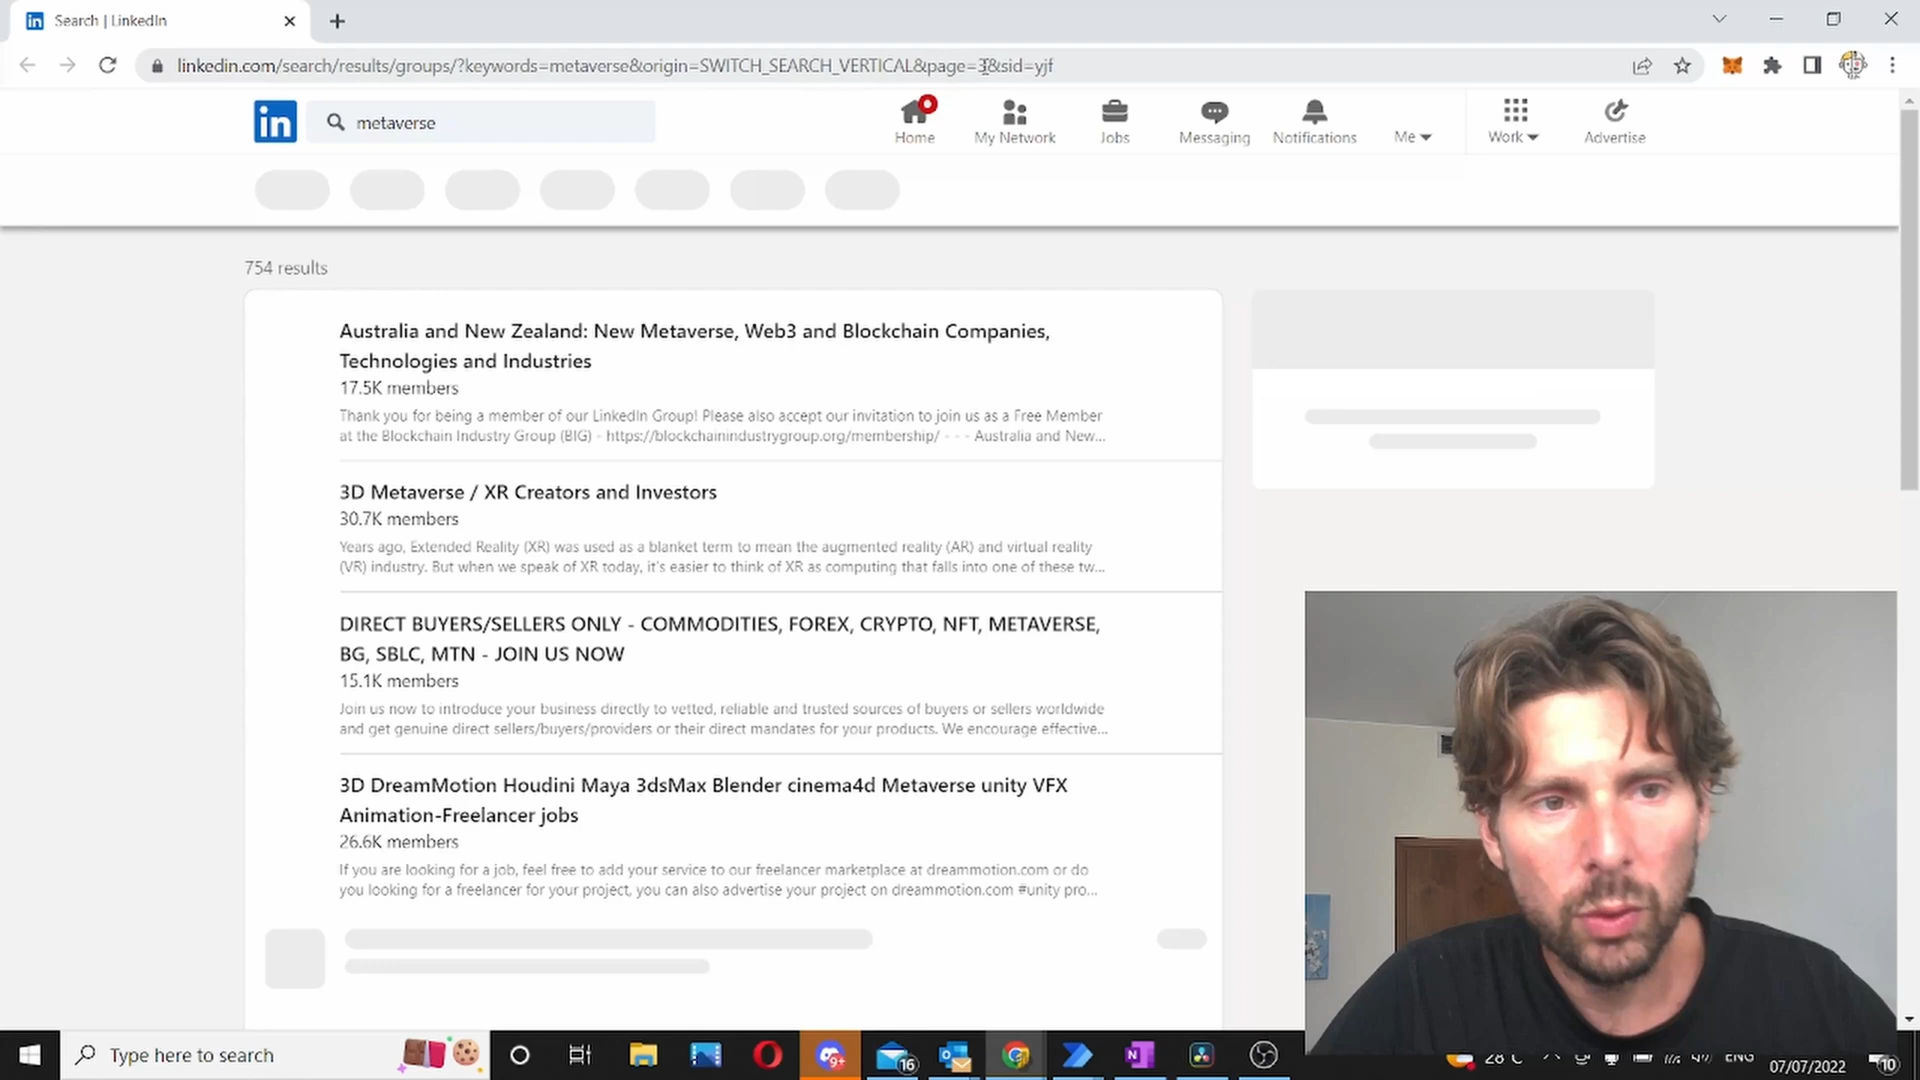 Search | LinkedIn
linkedin.com/search/results/groups/?keywords=metaverse&origin=SWITCH_SEARCH_VERTICAL&page=3&sid=yjf
in
metaverse
Home
My Network
Jobs
Messaging
Notifications
Me
Work
Advertise
754 results
Australia and New Zealand: New Metaverse, Web3 and Blockchain Companies,
Technologies and Industries
17.5K members
Thank you for being a member of our LinkedIn Group! Please also accept our invitation to join us as a Free Member
at the Blockchain Industry Group (BIG) - https://blockchainindustrygroup.org/membership/ - - - Australia and New...
3D Metaverse / XR Creators and Investors
30.7K members
Years ago, Extended Reality (XR) was used as a blanket term to mean the augmented reality (AR) and virtual reality
(VR) industry. But when we speak of XR today, it's easier to think of XR as computing that falls into one of these tw...
DIRECT BUYERS/SELLERS ONLY - COMMODITIES, FOREX, CRYPTO, NFT, METAVERSE,
BG, SBLC, MTN - JOIN US NOW
15.1K members
Join us now to introduce your business directly to vetted, reliable and trusted sources of buyers or sellers worldwide
and get genuine direct sellers/buyers/providers or their direct mandates for your products. We encourage effective...
3D DreamMotion Houdini Maya 3dsMax Blender cinema4d Metaverse unity VFX
Animation-Freelancer jobs
26.6K members
If you are looking for a job, feel free to add your service to our freelancer marketplace at dreammotion.com or do
you looking for a freelancer for your project, you can also advertise your project on dreammotion.com #unity pro...
Type here to search
9+
16
28°C
ENG
07/07/2022
10